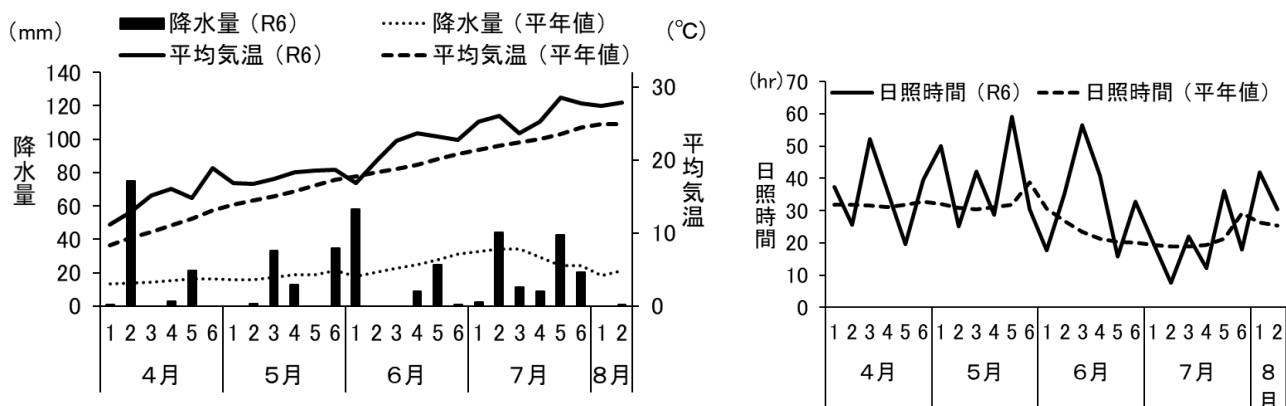 降水量（R6） 降水量（平年値）
平均気温（R6） 平均気温（平年値）
（mm） （℃）
140
120
100
80
60
40
20
0
降水量
30
20
10
0
平均気温
1 2 3 4 5 6 1 2 3 4 5 6 1 2 3 4 5 6 1 2 3 4 5 6 1 2
4月 5月 6月 7月 8月
(hr)
日照時間（R6） 日照時間（平年値）
70
60
50
40
30
20
10
0
日照時間
1 2 3 4 5 6 1 2 3 4 5 6 1 2 3 4 5 6 1 2 3 4 5 6 1 2
4月 5月 6月 7月 8月